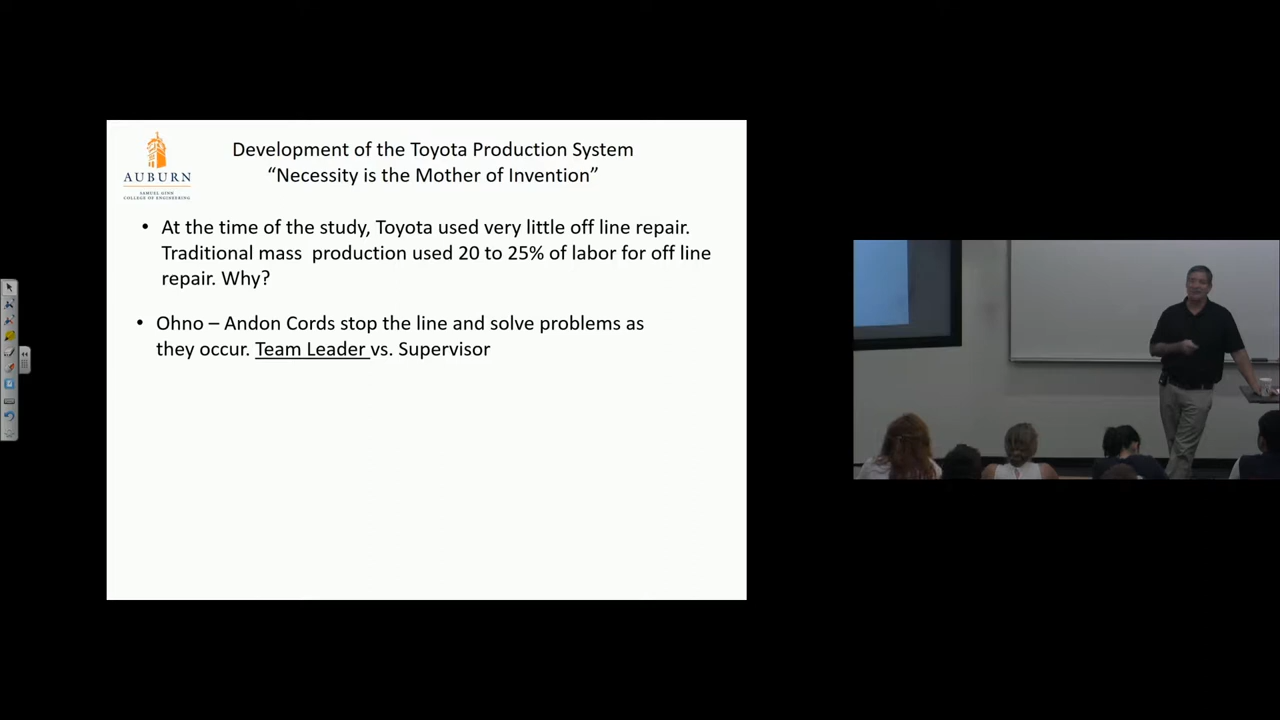 AUBURN
SAMUEL GINN
COLLEGE OF ENGINEERING
Development of the Toyota Production System
“Necessity is the Mother of Invention”
• At the time of the study, Toyota used very little off line repair.
Traditional mass  production used 20 to 25% of labor for off line
repair. Why?
• Ohno – Andon Cords stop the line and solve problems as
they occur. Team Leader vs. Supervisor